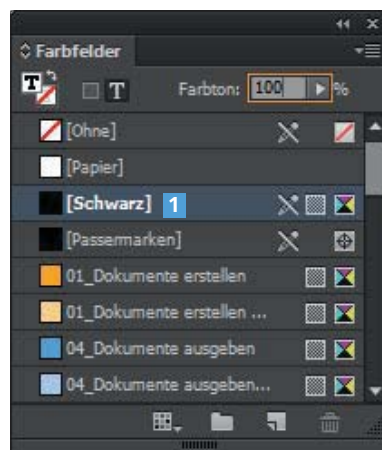 Farbfelder
T T Farbton: 100 %
[Ohne]
[Papier]
[Schwarz] 1
[Passermarken]
01_Dokumente erstellen
01_Dokumente erstellen ...
04_Dokumente ausgeben
04_Dokumente ausgeben...